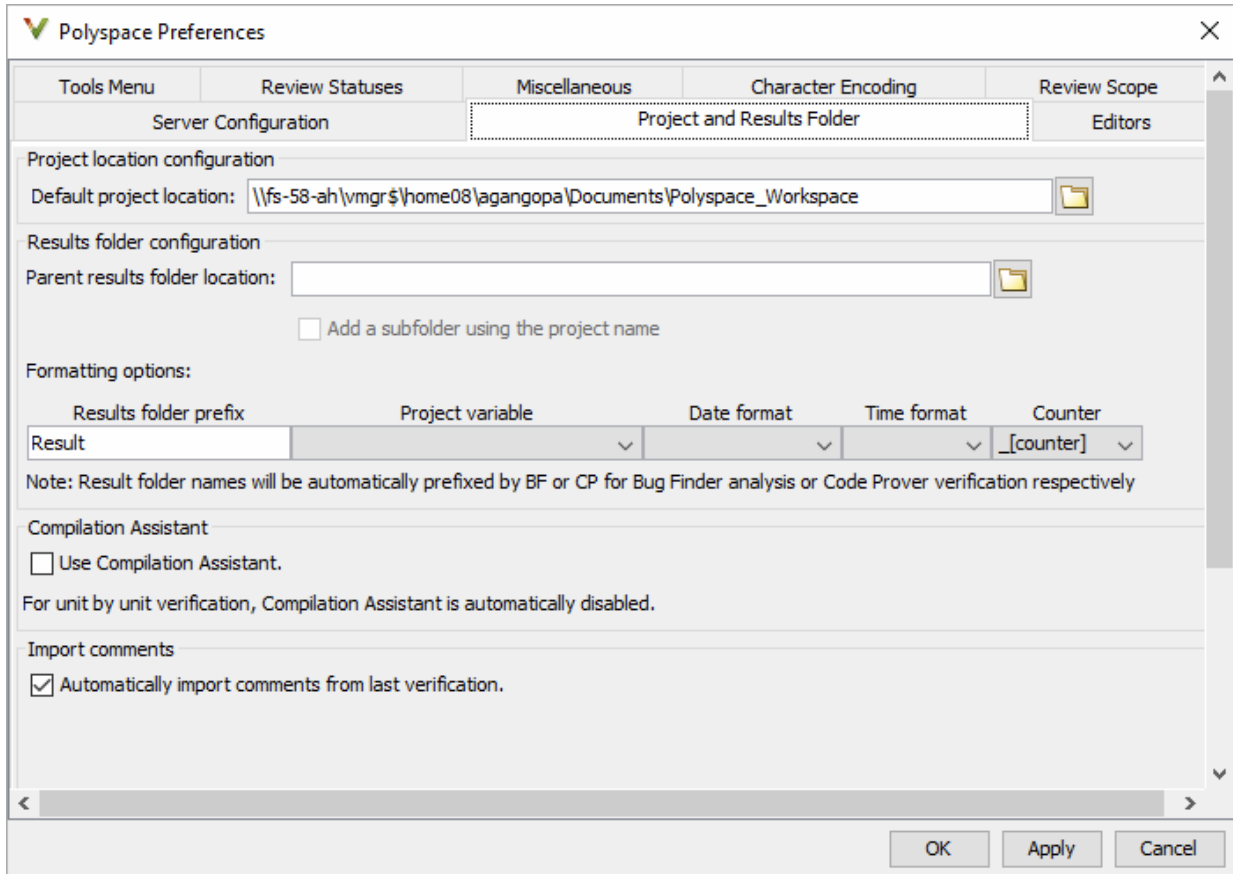 Polyspace Preferences
Tools Menu Review Statuses Miscellaneous Character Encoding Review Scope
Server Configuration Project and Results Folder Editors
Project location configuration
Default project location: \\fs-58-ah\vmgr$\home08\agangopa\Documents\Polyspace_Workspace
Results folder configuration
Parent results folder location:
Add a subfolder using the project name
Formatting options:
Results folder prefix Project variable Date format Time format Counter
Result _[counter]
Note: Result folder names will be automatically prefixed by BF or CP for Bug Finder analysis or Code Prover verification respectively
Compilation Assistant
Use Compilation Assistant.
For unit by unit verification, Compilation Assistant is automatically disabled.
Import comments
Automatically import comments from last verification.
OK Apply Cancel